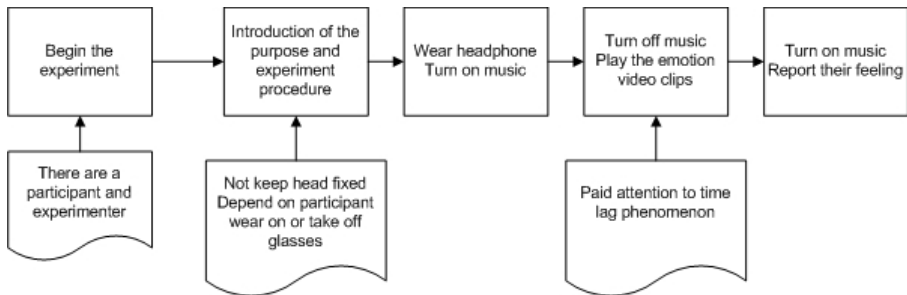 Begin the
experiment
Introduction of the
purpose and
experiment
procedure
Wear headphone
Turn on music
Turn off music
Play the emotion
video clips
Turn on music
Report their feeling
There are a
participant and
experimenter
Not keep head fixed
Depend on participant
wear on or take off
glasses
Paid attention to time
lag phenomenon